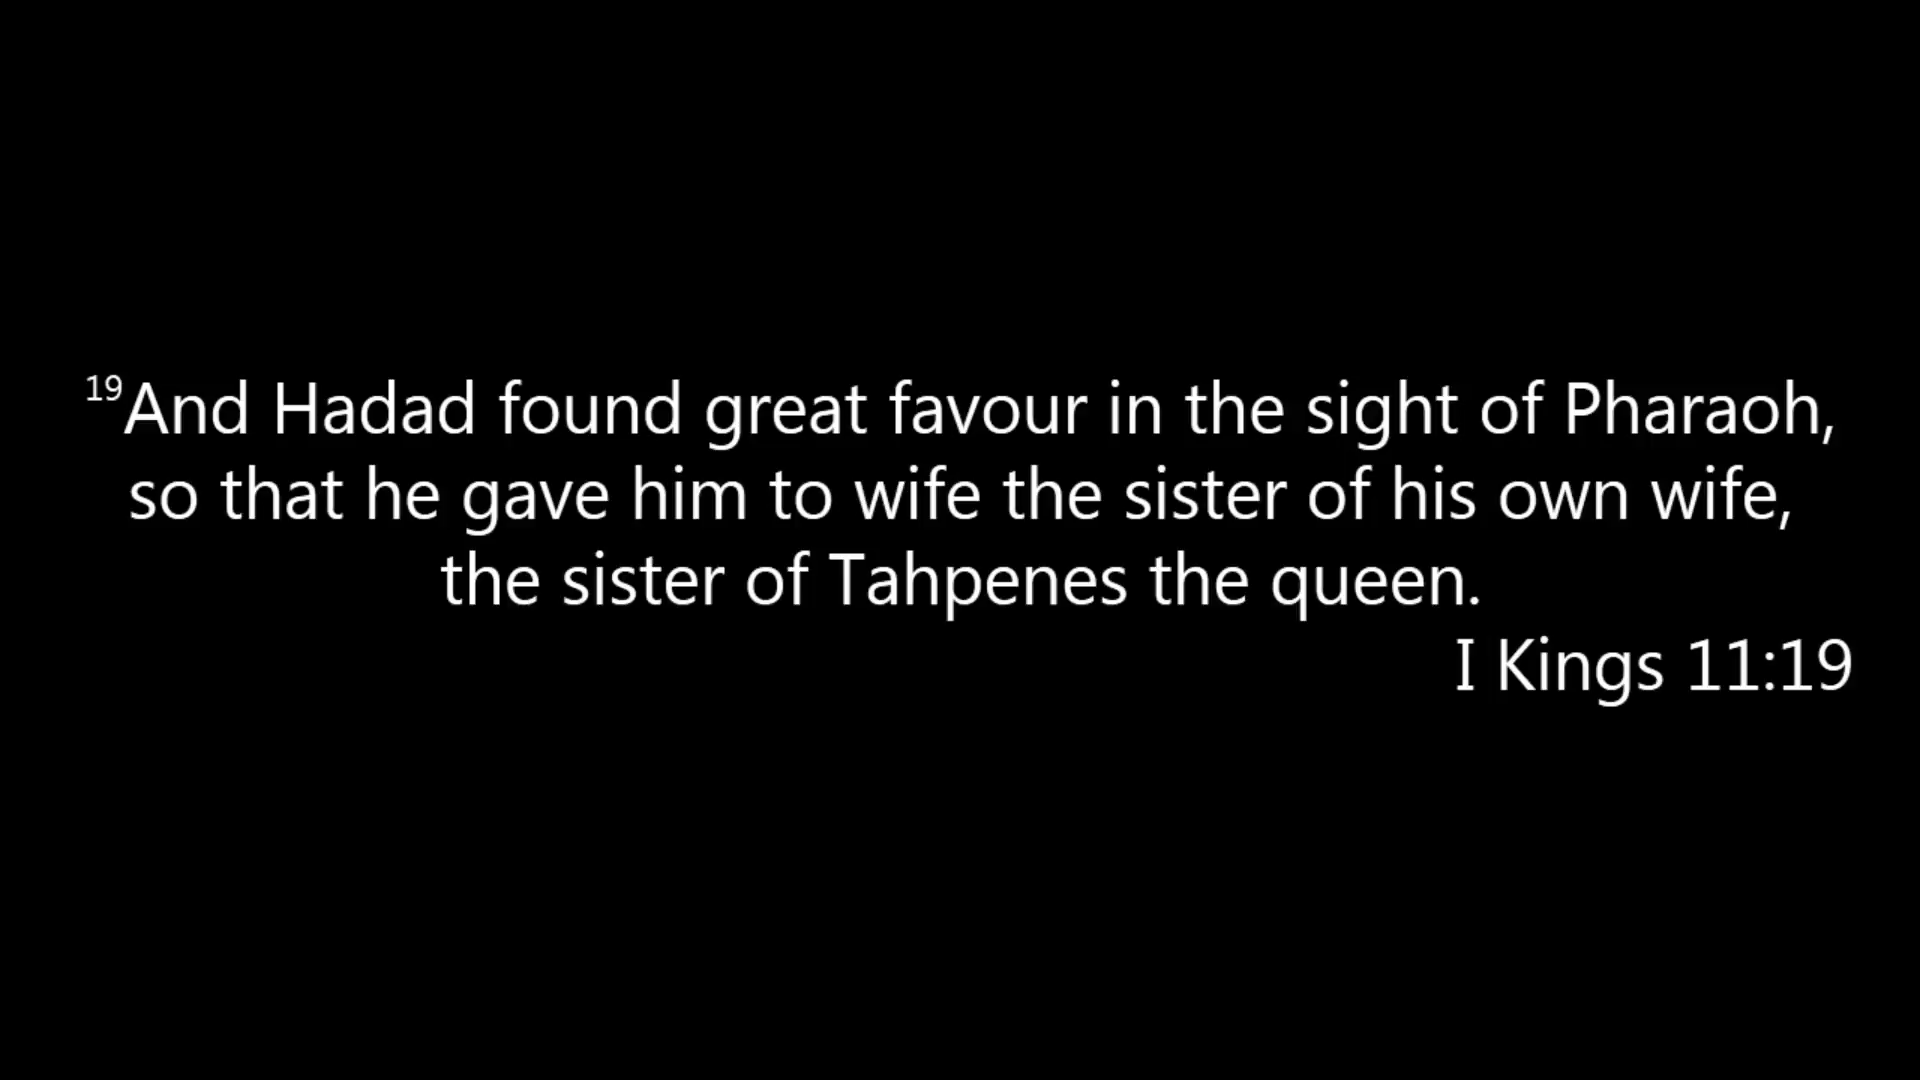 19And Hadad found great favour in the sight of Pharaoh,
so that he gave him to wife the sister of his own wife,
the sister of Tahpenes the queen.
I Kings 11:19